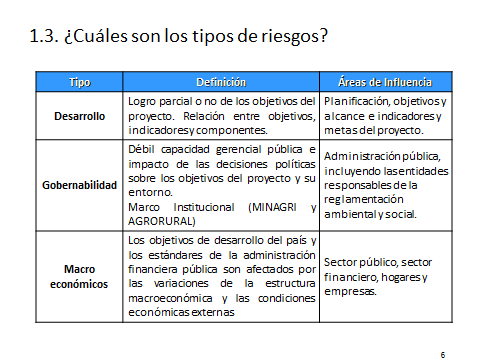 1.3. ¿Cuáles son los tipos de riesgos?
Tipo
Definición
Áreas de Influencia
Desarrollo
Logro parcial o no de los objetivos del
proyecto. Relación entre objetivos,
indicadores y componentes.
Planificación, objetivos y
alcance e indicadores y
metas del proyecto.
Gobernabilidad
Débil capacidad gerencial pública e
impacto de las decisiones políticas
sobre los objetivos del proyecto y su
entorno.
Marco Institucional (MINAGRI y
AGRORURAL)
Administración pública,
incluyendo las entidades
responsables de la
reglamentación
ambiental y social.
Macro
económicos
Los objetivos de desarrollo del país y
los estándares de la administración
financiera pública son afectados por
las variaciones de la estructura
macroeconómica y las condiciones
económicas externas
Sector público, sector
financiero, hogares y
empresas.
6